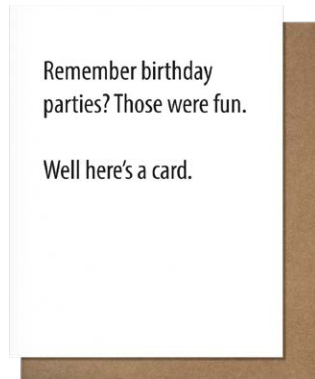 Remember birthday
parties? Those were fun.
Well here's a card.